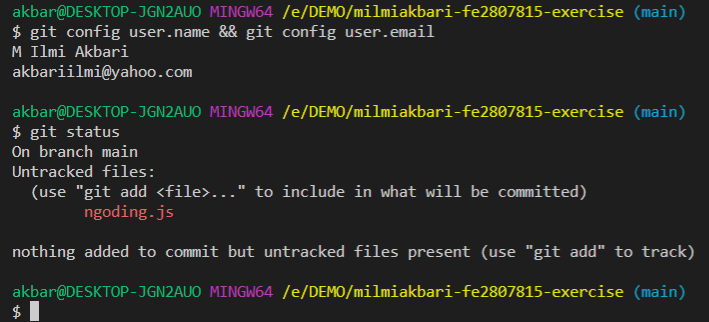 akbar@DESKTOP-JGN2AUO MINGW64 /e/DEMO/milmiakbari-fe2807815-exercise (main)
$ git config user.name && git config user.email
M Ilmi Akbari
akbariilmi@yahoo.com

akbar@DESKTOP-JGN2AUO MINGW64 /e/DEMO/milmiakbari-fe2807815-exercise (main)
$ git status
On branch main
Untracked files:
  (use "git add <file>..." to include in what will be committed)
        ngoding.js

nothing added to commit but untracked files present (use "git add" to track)

akbar@DESKTOP-JGN2AUO MINGW64 /e/DEMO/milmiakbari-fe2807815-exercise (main)
$